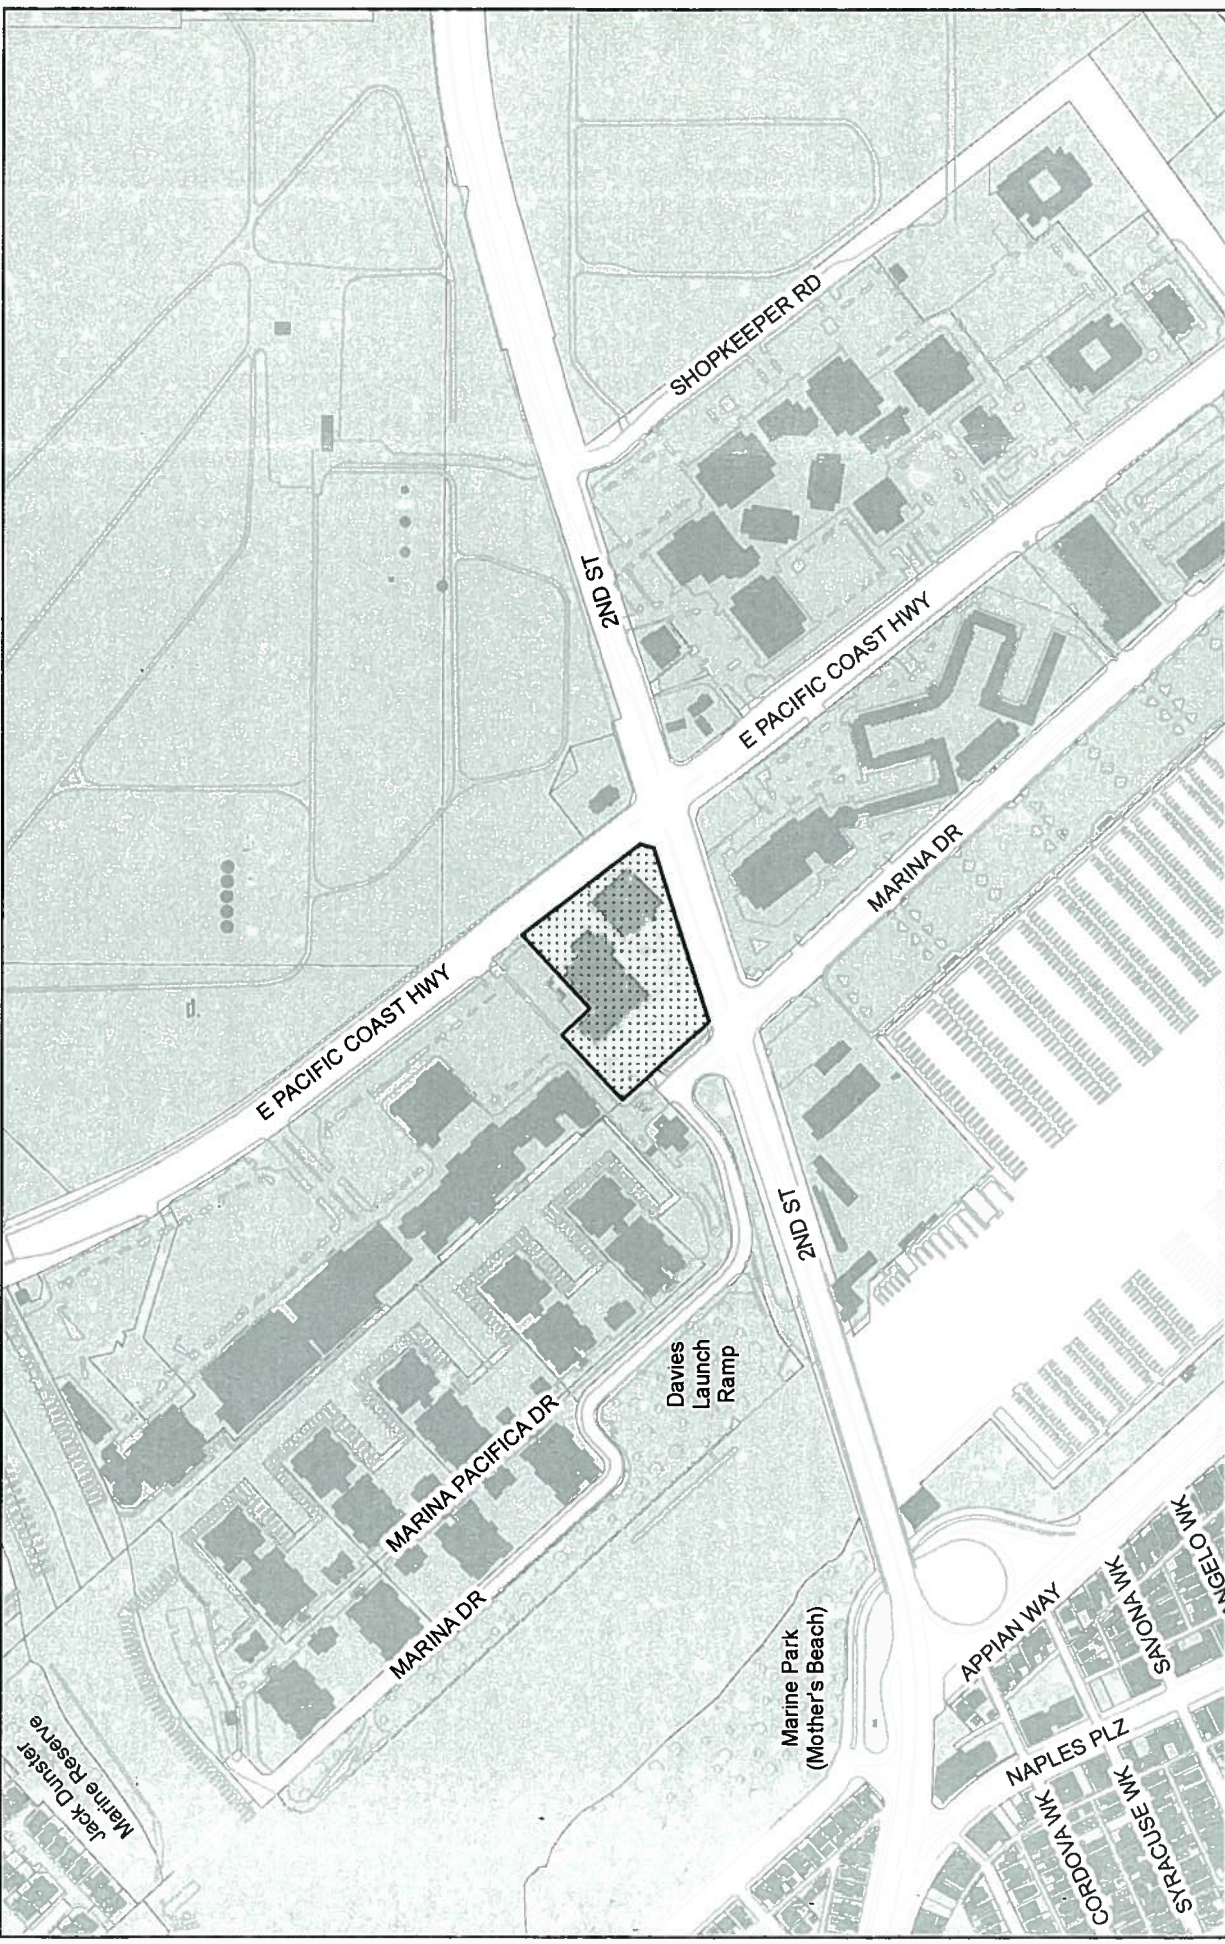 2ND ST
SHOPKEEPER RD
E PACIFIC COAST HWY
MARINA DR
E PACIFIC COAST HWY
2ND ST
Davies
Launch
Ramp
MARINA PACIFICA DR
MARINA DR
Jack Dunster
Marine Reserve
Marine Park
(Mother's Beach)
APPIAN WAY
NAPLES PLZ
SAVONA WK
NGELO WK
CORDOVA WK
SYRACUSE WK